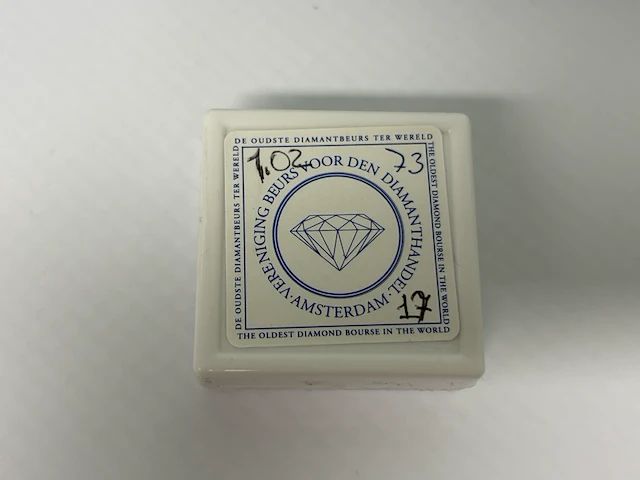 DE OUDSTE DIAMANTBEURS TER WERELD
1.02
73
VERENIGING BEURS VOOR DEN DIAMANTHANDEL
· AMSTERDAM ·
17
DE OUDSTE DIAMANTBEURS TER WERELD
THE OLDEST DIAMOND BOURSE IN THE WORLD
THE OLDEST DIAMOND BOURSE IN THE WORLD